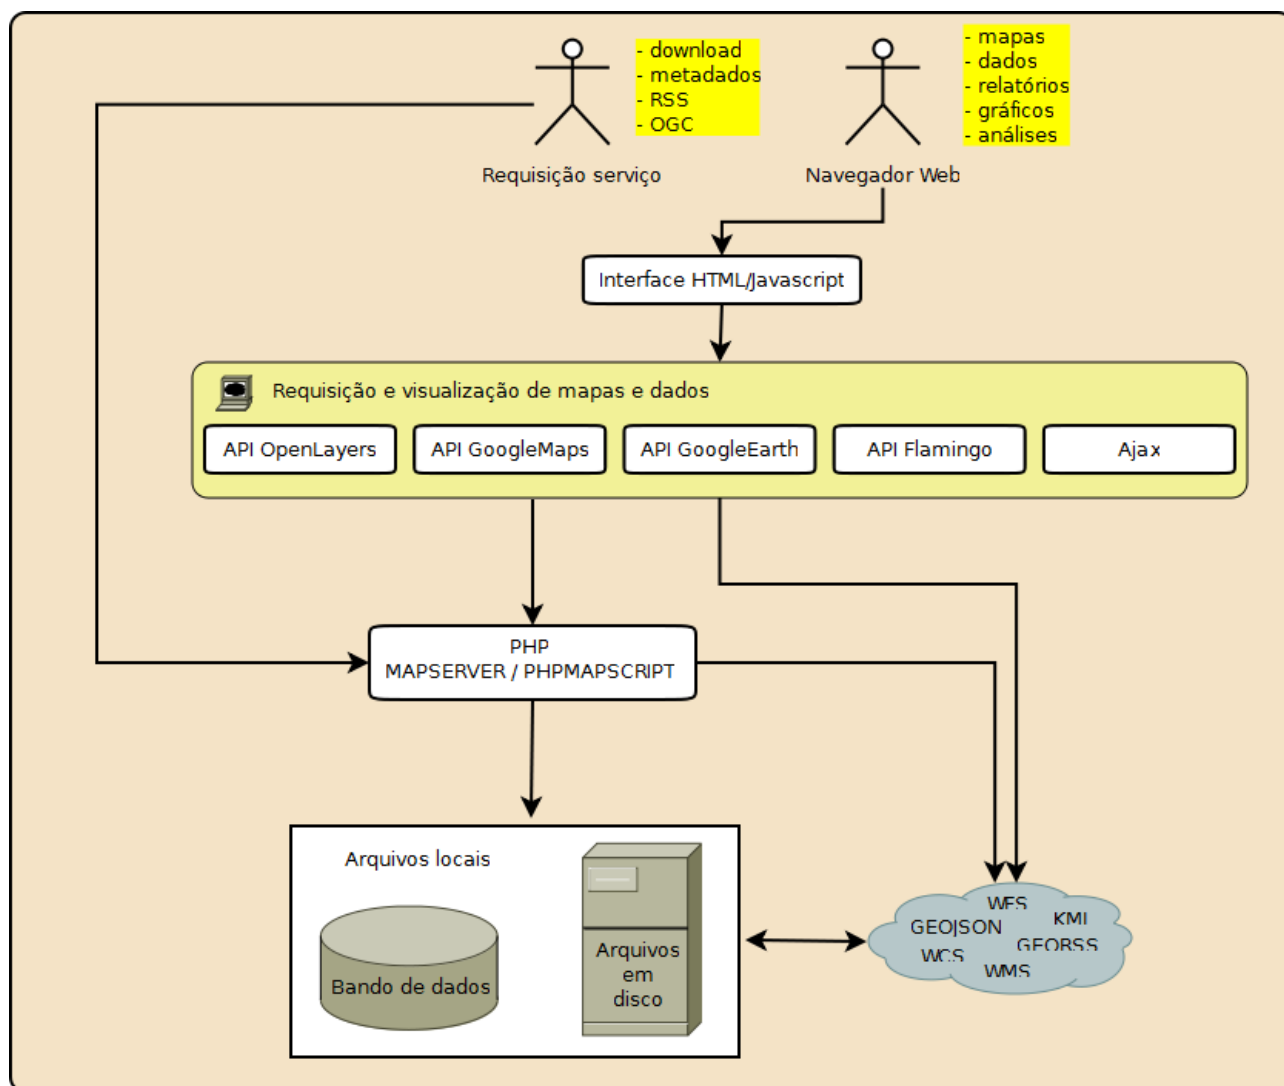 - download
- metadados
- RSS
- OGC
Requisição serviço
- mapas
- dados
- relatórios
- gráficos
- análises
Navegador Web
Interface HTML/Javascript
Requisição e visualização de mapas e dados
API OpenLayers
API GoogleMaps
API GoogleEarth
API Flamingo
Ajax
PHP
MAPSERVER / PHPMAPSCRIPT
Arquivos locais
Bando de dados
Arquivos
em
disco
WFS
KML
GEOJSON
GEORSS
WCS
WMS